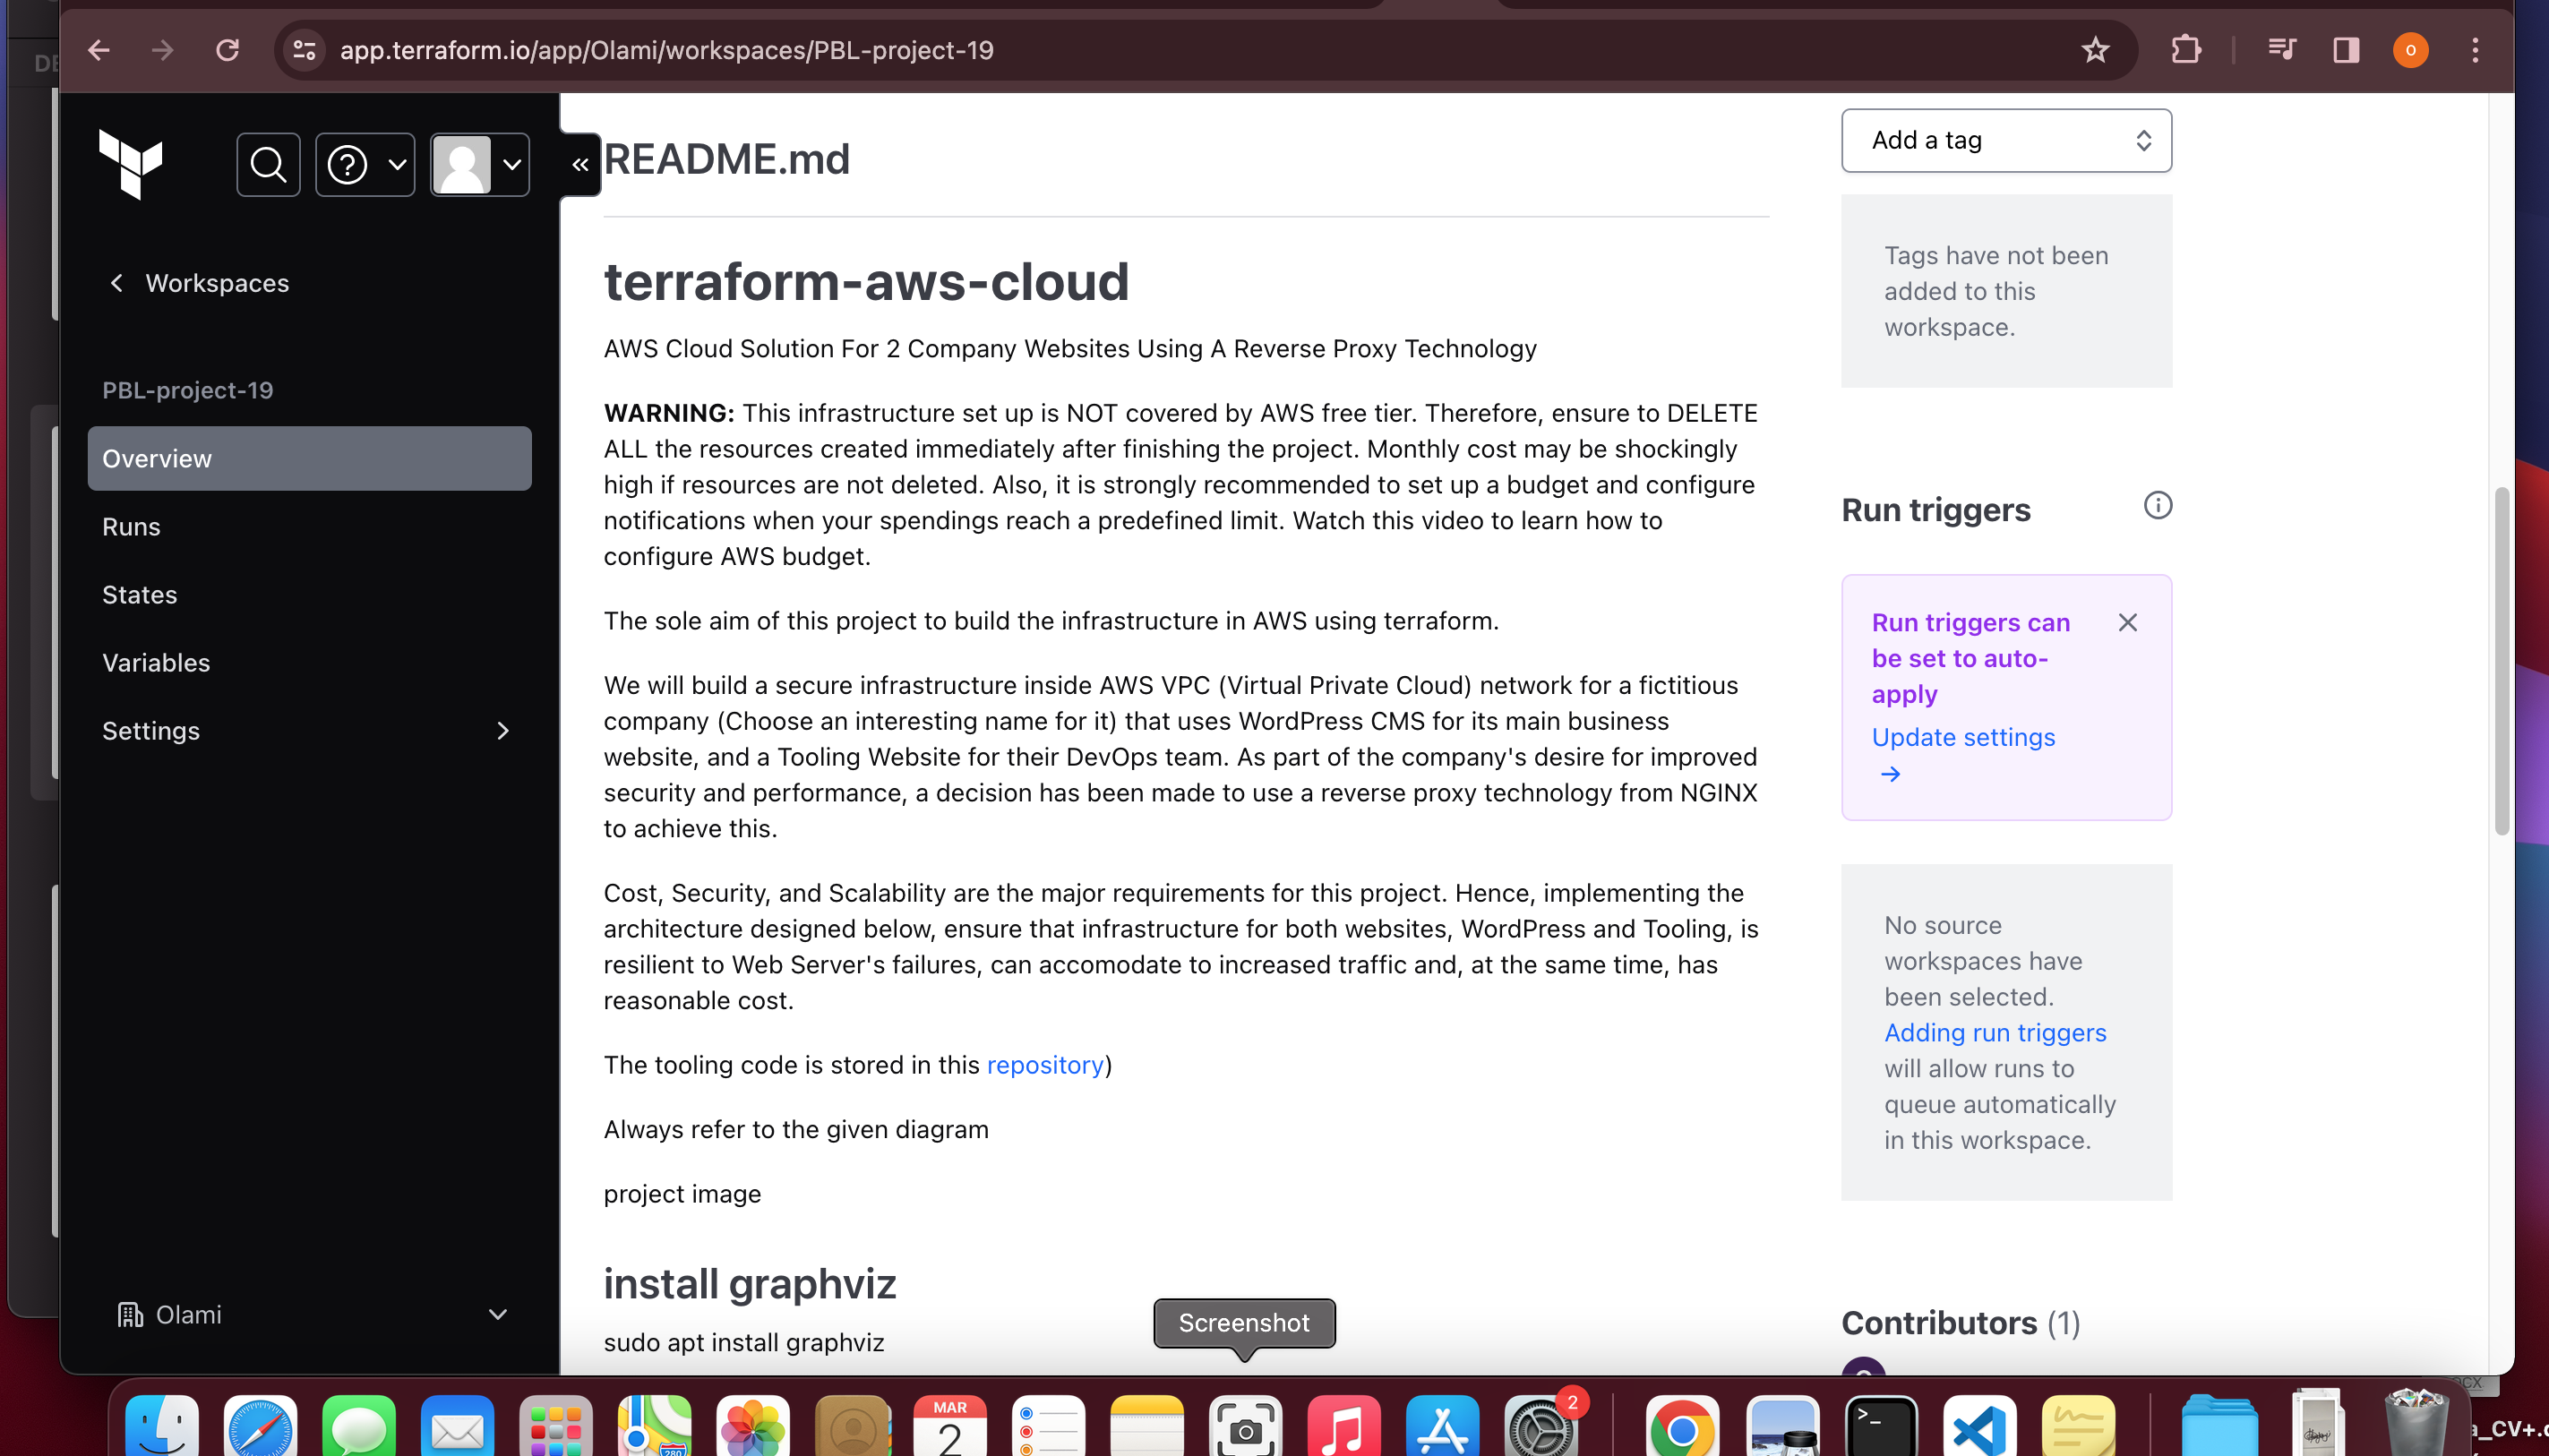 DE
app.terraform.io/app/Olami/workspaces/PBL-project-19
o
Workspaces
PBL-project-19
Overview
Runs
States
Variables
Settings
Olami
README.md
terraform-aws-cloud
AWS Cloud Solution For 2 Company Websites Using A Reverse Proxy Technology
WARNING: This infrastructure set up is NOT covered by AWS free tier. Therefore, ensure to DELETE
ALL the resources created immediately after finishing the project. Monthly cost may be shockingly
high if resources are not deleted. Also, it is strongly recommended to set up a budget and configure
notifications when your spendings reach a predefined limit. Watch this video to learn how to
configure AWS budget.
The sole aim of this project to build the infrastructure in AWS using terraform.
We will build a secure infrastructure inside AWS VPC (Virtual Private Cloud) network for a fictitious
company (Choose an interesting name for it) that uses WordPress CMS for its main business
website, and a Tooling Website for their DevOps team. As part of the company's desire for improved
security and performance, a decision has been made to use a reverse proxy technology from NGINX
to achieve this.
Cost, Security, and Scalability are the major requirements for this project. Hence, implementing the
architecture designed below, ensure that infrastructure for both websites, WordPress and Tooling, is
resilient to Web Server's failures, can accomodate to increased traffic and, at the same time, has
reasonable cost.
The tooling code is stored in this repository)
Always refer to the given diagram
project image
install graphviz
sudo apt install graphviz
Add a tag
Tags have not been
added to this
workspace.
Run triggers
Run triggers can
be set to auto-
apply
Update settings
No source
workspaces have
been selected.
Adding run triggers
will allow runs to
queue automatically
in this workspace.
Contributors (1)
Screenshot
MAR
2
280
2
a_CV+.d